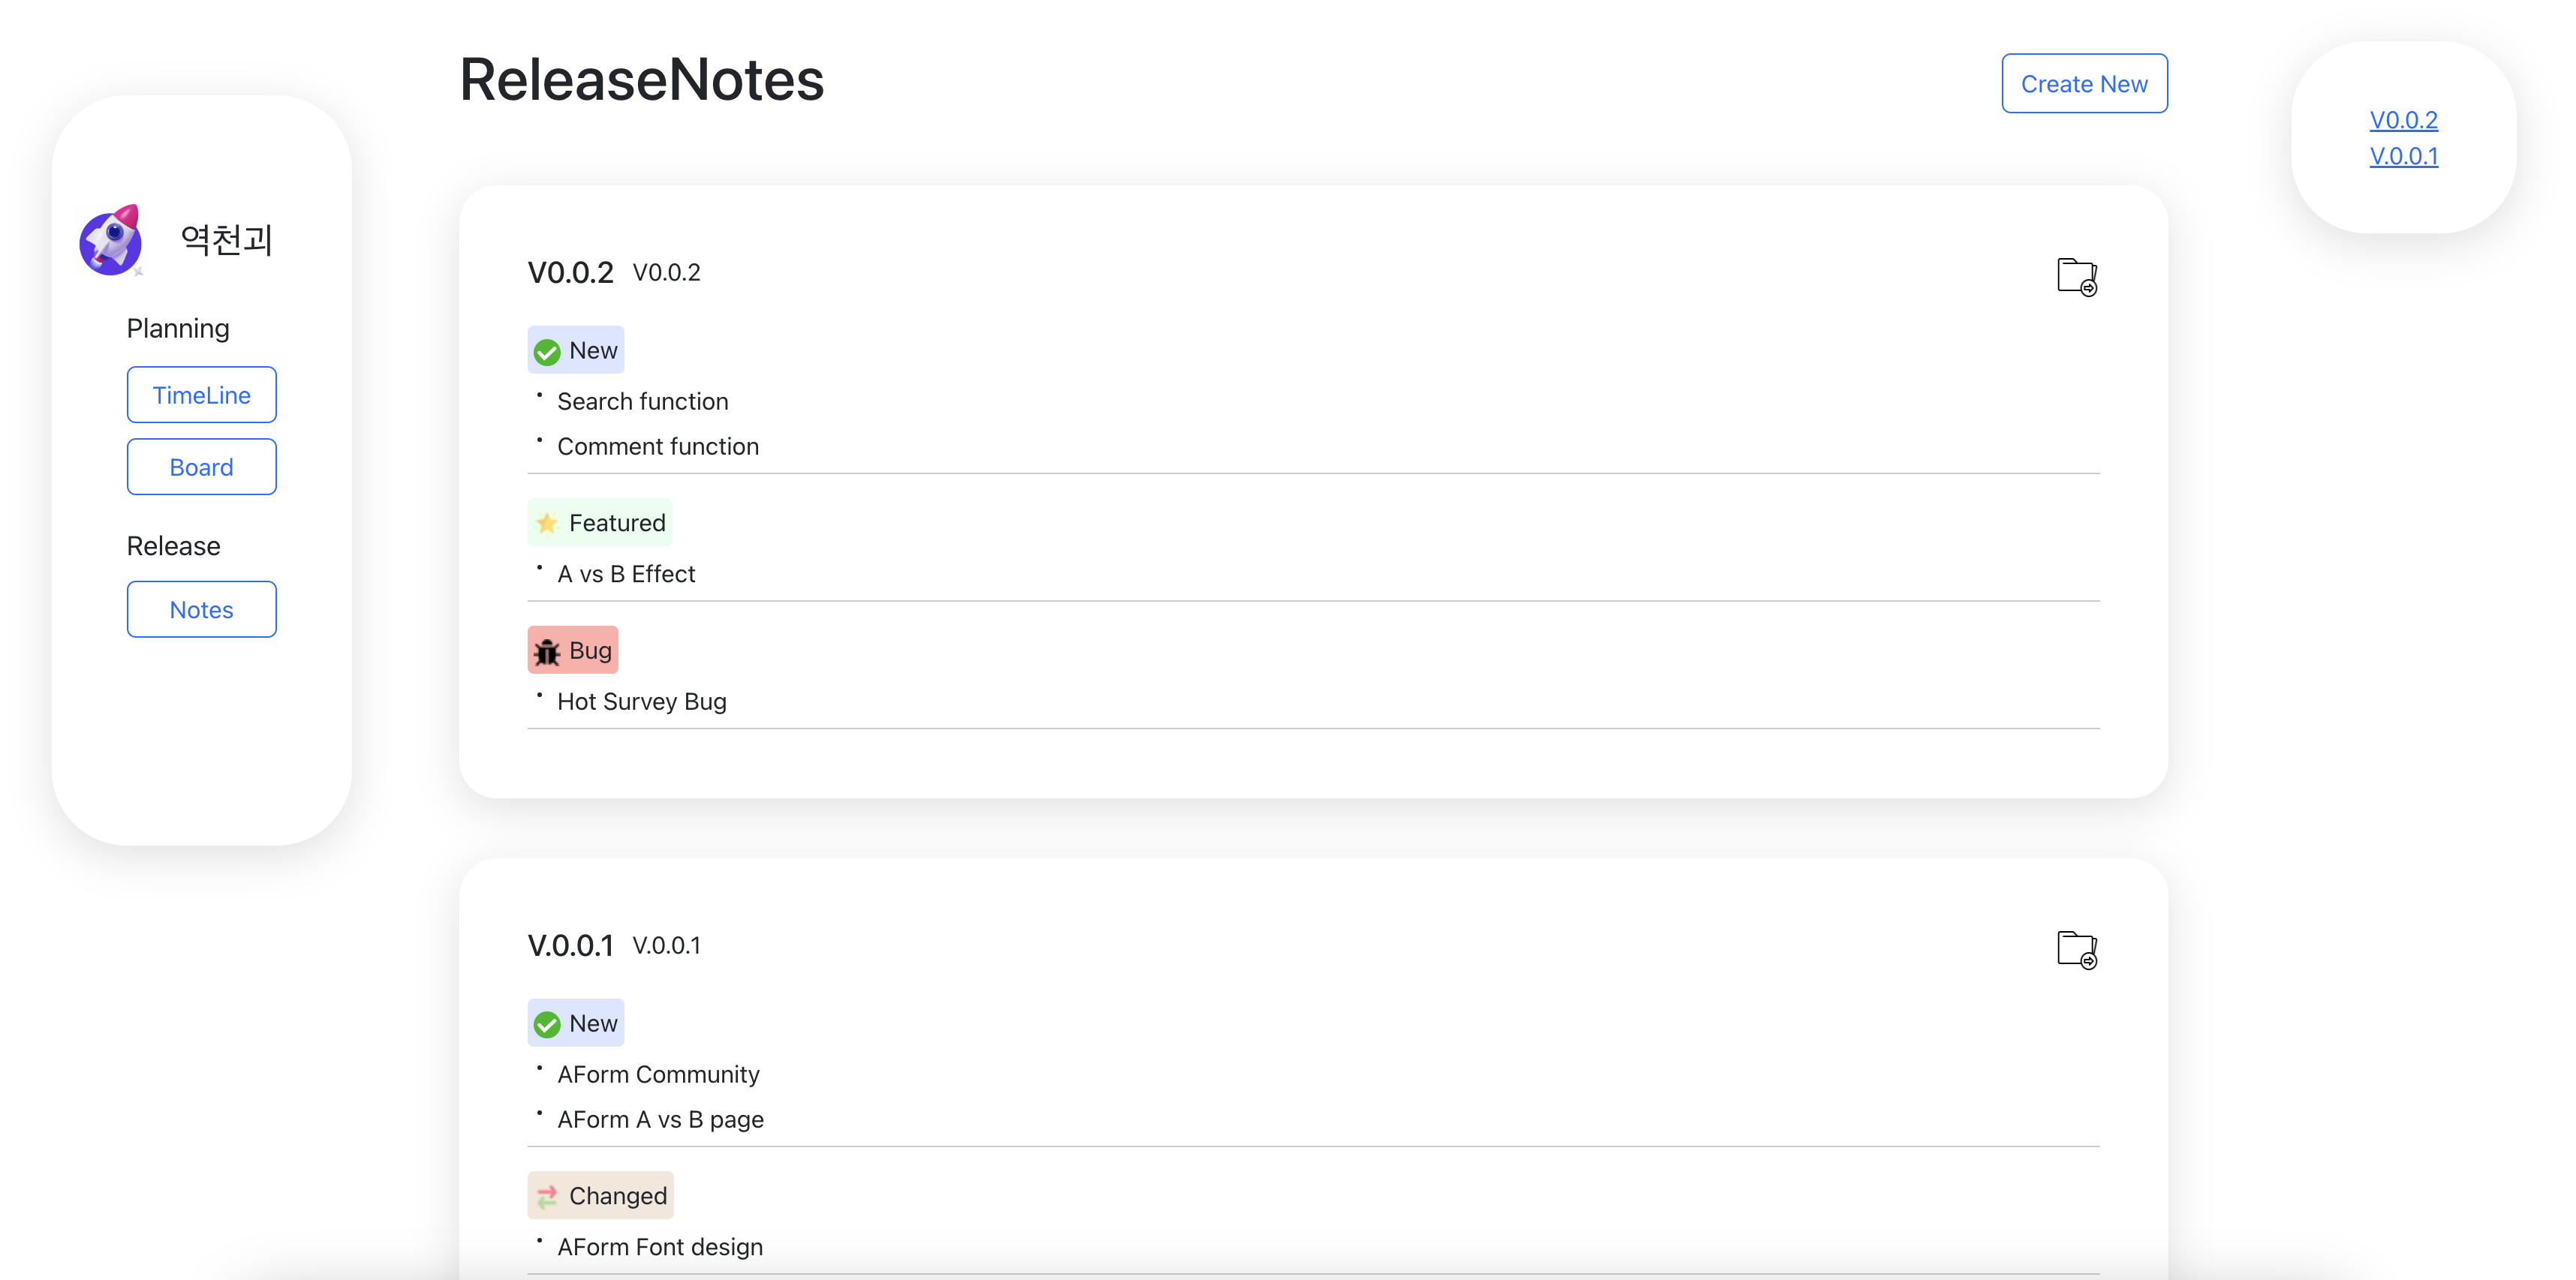 역천괴
Planning
TimeLine
Board
Release
Notes
ReleaseNotes
Create New
V0.0.2 V0.0.2
New
Search function
Comment function
Featured
A vs B Effect
Bug
Hot Survey Bug
V.0.0.1 V.0.0.1
New
AForm Community
AForm A vs B page
Changed
AForm Font design
V0.0.2
V.0.0.1